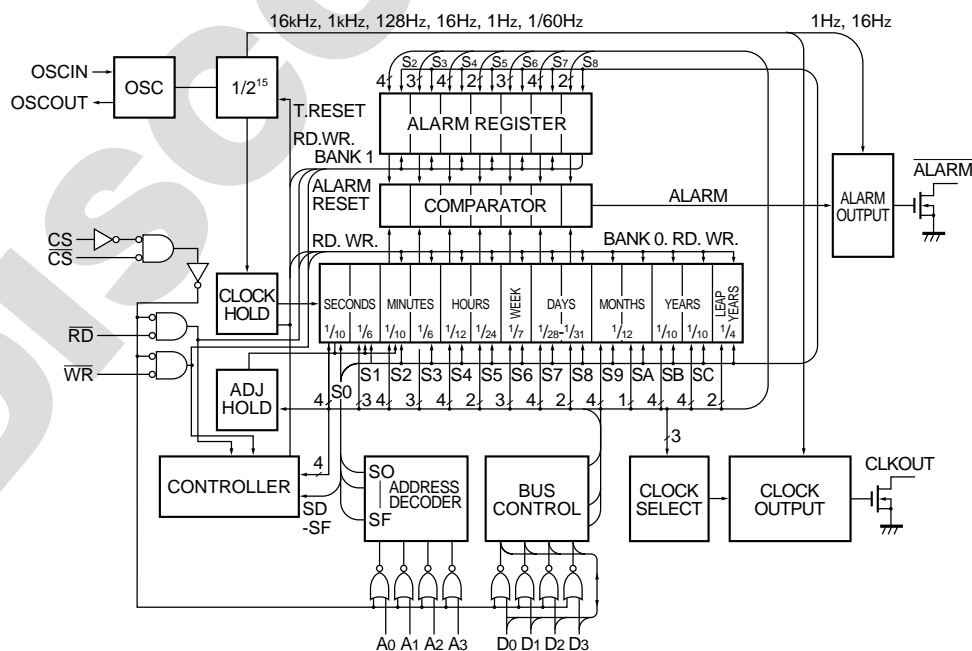 16kHz, 1kHz, 128Hz, 16Hz, 1Hz, 1/60Hz
1Hz, 16Hz
OSCIN
OSCOUT
OSC
1/2¹⁵
T.RESET
S2 S3 S4 S5 S6 S7 S8
4 3 4 2 3 4 2
ALARM REGISTER
RD.WR.
BANK 1
ALARM
RESET
COMPARATOR
ALARM
ALARM
OUTPUT
ALARM
CS
CS
RD. WR.
BANK 0. RD. WR.
CLOCK
HOLD
SECONDS MINUTES HOURS WEEK DAYS MONTHS YEARS LEAP YEARS
1/10 1/6 1/10 1/6 1/12 1/24 1/7 1/28-1/31 1/12 1/10 1/10 1/4
RD
WR
ADJ
HOLD
S0 S1 S2 S3 S4 S5 S6 S7 S8 S9 SA SB SC
4 3 4 3 4 2 3 4 2 4 1 4 4 2
3
CONTROLLER
4
SD
-SF
SO
SF
ADDRESS
DECODER
BUS
CONTROL
CLOCK
SELECT
CLOCK
OUTPUT
CLKOUT
A0 A1 A2 A3
D0 D1 D2 D3